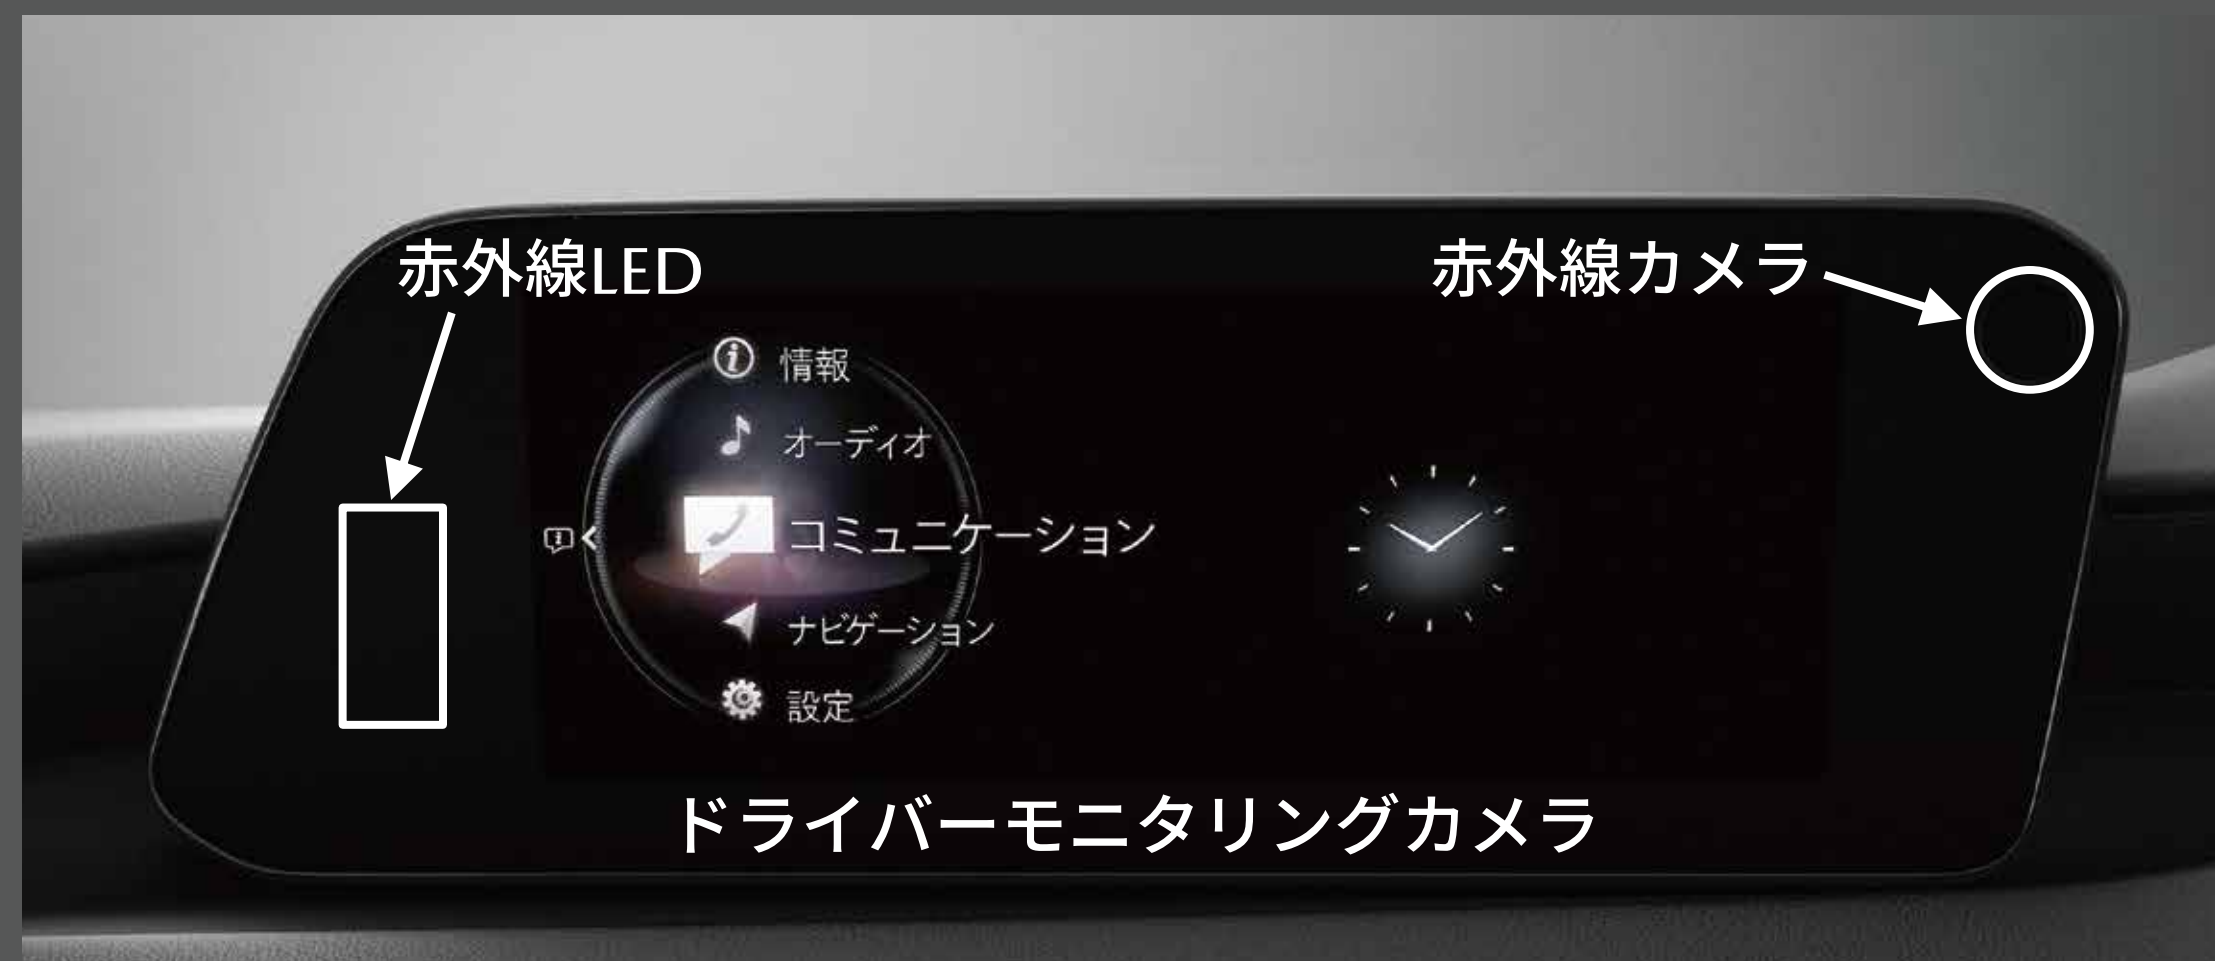 赤外線LED
赤外線カメラ
情報
オーディオ
コミュニケーション
ナビゲーション
設定
ドライバーモニタリングカメラ